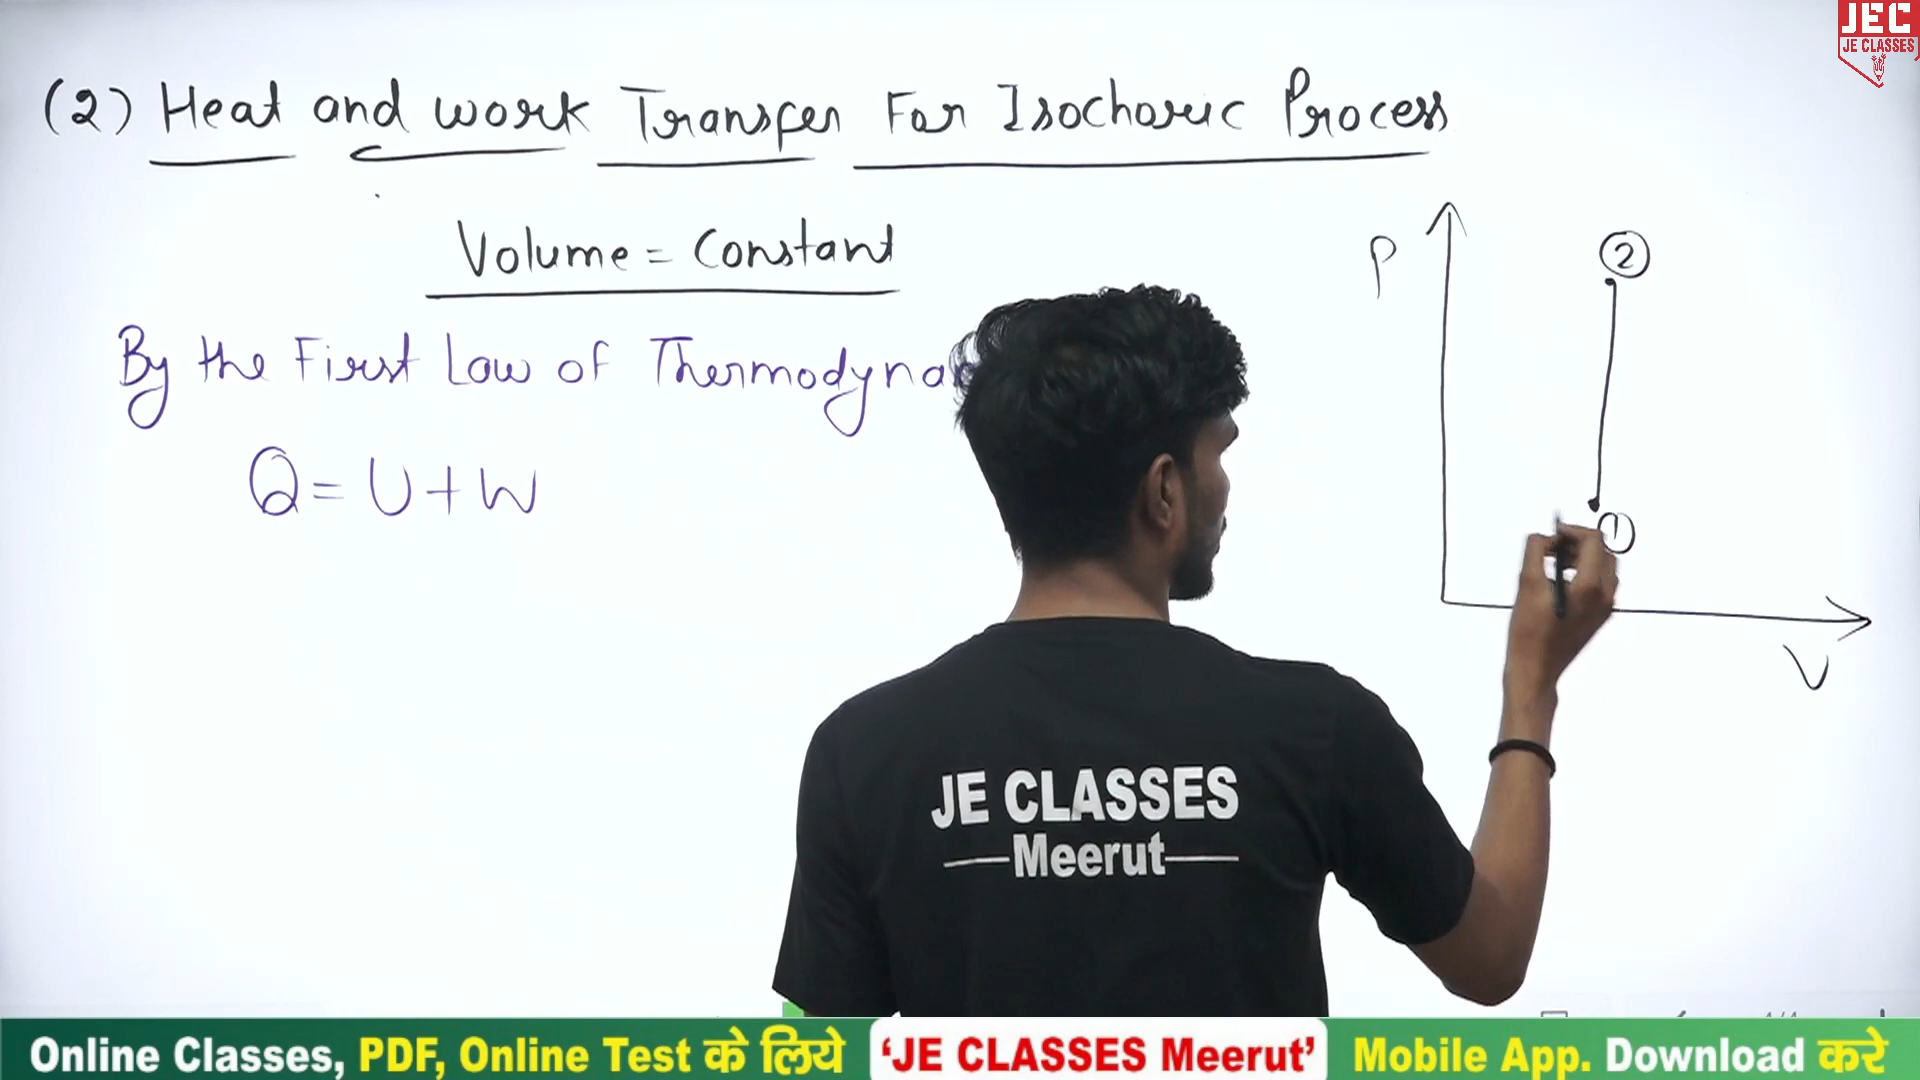 JEC
JE CLASSES
(2) Heat and work Transfer For Isochoric Process
Volume = Constant
By the First Law of
Q = U + W
P
2
1
V
JE CLASSES
Meerut
Online Classes, PDF, Online Test के लिये 'JE CLASSES Meerut' Mobile App. Download करे